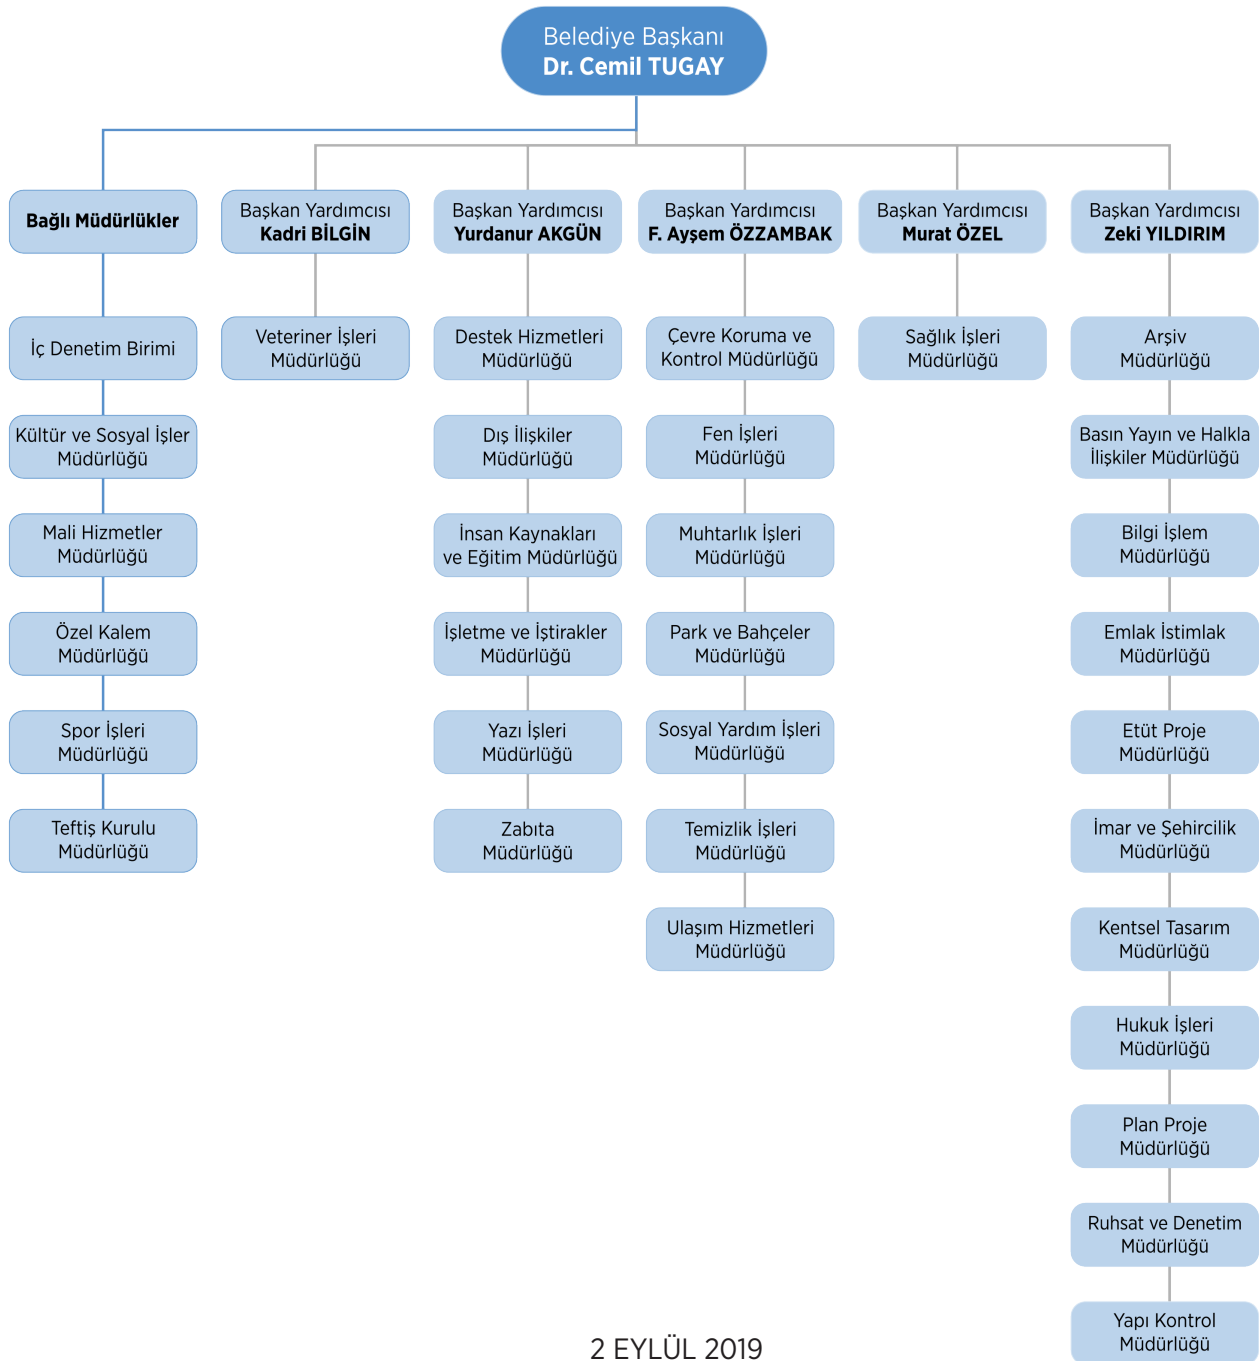 Belediye Başkanı
Dr. Cemil TUGAY
Bağlı Müdürlükler
İç Denetim Birimi
Kültür ve Sosyal İşler
Müdürlüğü
Mali Hizmetler
Müdürlüğü
Özel Kalem
Müdürlüğü
Spor İşleri
Müdürlüğü
Teftiş Kurulu
Müdürlüğü
Başkan Yardımcısı
Kadri BİLGİN
Veteriner İşleri
Müdürlüğü
Başkan Yardımcısı
Yurdanur AKGÜN
Destek Hizmetleri
Müdürlüğü
Dış İlişkiler
Müdürlüğü
İnsan Kaynakları
ve Eğitim Müdürlüğü
İşletme ve İştirakler
Müdürlüğü
Yazı İşleri
Müdürlüğü
Zabıta
Müdürlüğü
Başkan Yardımcısı
F. Ayşem ÖZZAMBAK
Çevre Koruma ve
Kontrol Müdürlüğü
Fen İşleri
Müdürlüğü
Muhtarlık İşleri
Müdürlüğü
Park ve Bahçeler
Müdürlüğü
Sosyal Yardım İşleri
Müdürlüğü
Temizlik İşleri
Müdürlüğü
Ulaşım Hizmetleri
Müdürlüğü
Başkan Yardımcısı
Murat ÖZEL
Sağlık İşleri
Müdürlüğü
Başkan Yardımcısı
Zeki YILDIRIM
Arşiv
Müdürlüğü
Basın Yayın ve Halkla
İlişkiler Müdürlüğü
Bilgi İşlem
Müdürlüğü
Emlak İstimlak
Müdürlüğü
Etüt Proje
Müdürlüğü
İmar ve Şehircilik
Müdürlüğü
Kentsel Tasarım
Müdürlüğü
Hukuk İşleri
Müdürlüğü
Plan Proje
Müdürlüğü
Ruhsat ve Denetim
Müdürlüğü
Yapı Kontrol
Müdürlüğü
2 EYLÜL 2019